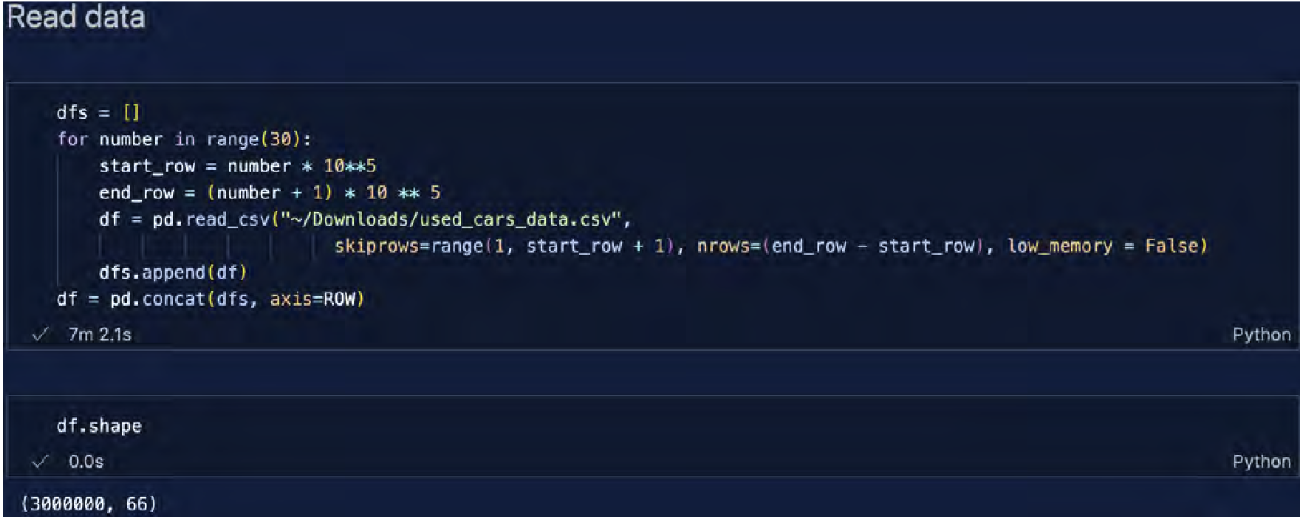 Read data
dfs = []
for number in range(30):
start_row = number * 10**5
end_row = (number + 1) * 10 ** 5
df = pd.read_csv("~/Downloads/used_cars_data.csv",
skiprows=range(1, start_row + 1), nrows=(end_row - start_row), low_memory = False)
dfs.append(df)
df = pd.concat(dfs, axis=ROW)
✓ 7m 2.1s Python
df.shape
✓ 0.0s Python
(3000000, 66)